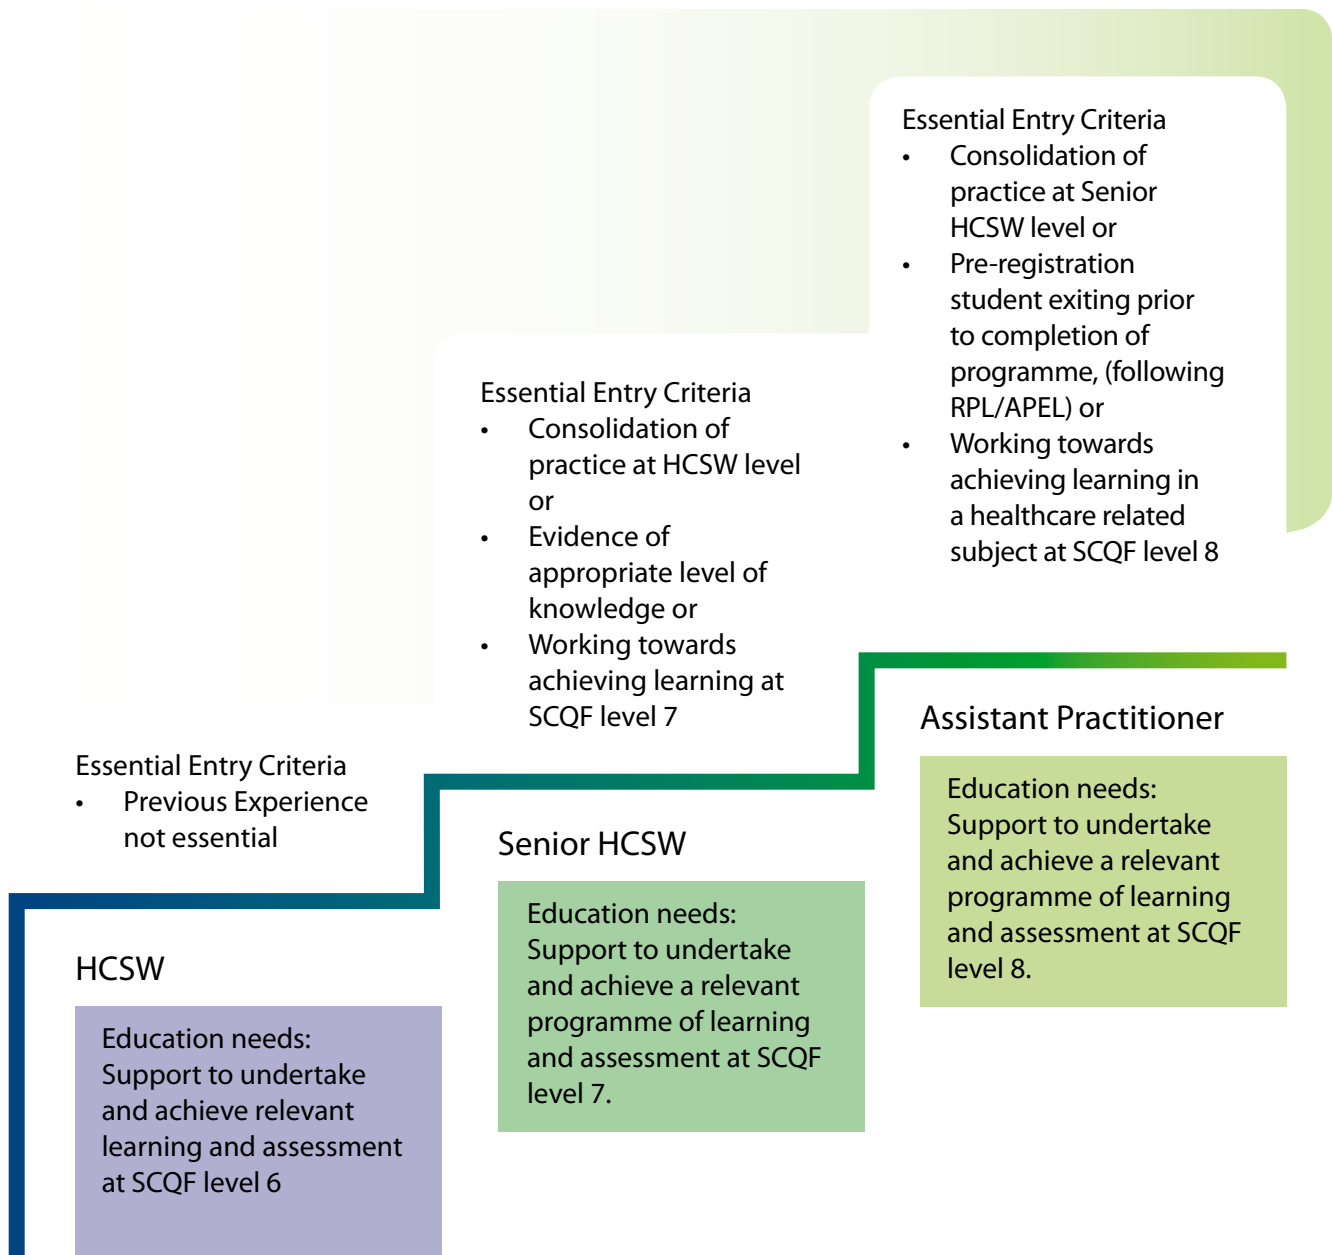 Essential Entry Criteria
• Consolidation of
practice at Senior
HCSW level or
• Pre-registration
student exiting prior
to completion of
programme, (following
RPL/APEL) or
• Working towards
achieving learning in
a healthcare related
subject at SCQF level 8
Essential Entry Criteria
• Consolidation of
practice at HCSW level
or
• Evidence of
appropriate level of
knowledge or
• Working towards
achieving learning at
SCQF level 7
Essential Entry Criteria
• Previous Experience
not essential
Assistant Practitioner
Education needs:
Support to undertake
and achieve a relevant
programme of learning
and assessment at SCQF
level 8.
Senior HCSW
Education needs:
Support to undertake
and achieve a relevant
programme of learning
and assessment at SCQF
level 7.
HCSW
Education needs:
Support to undertake
and achieve relevant
learning and assessment
at SCQF level 6